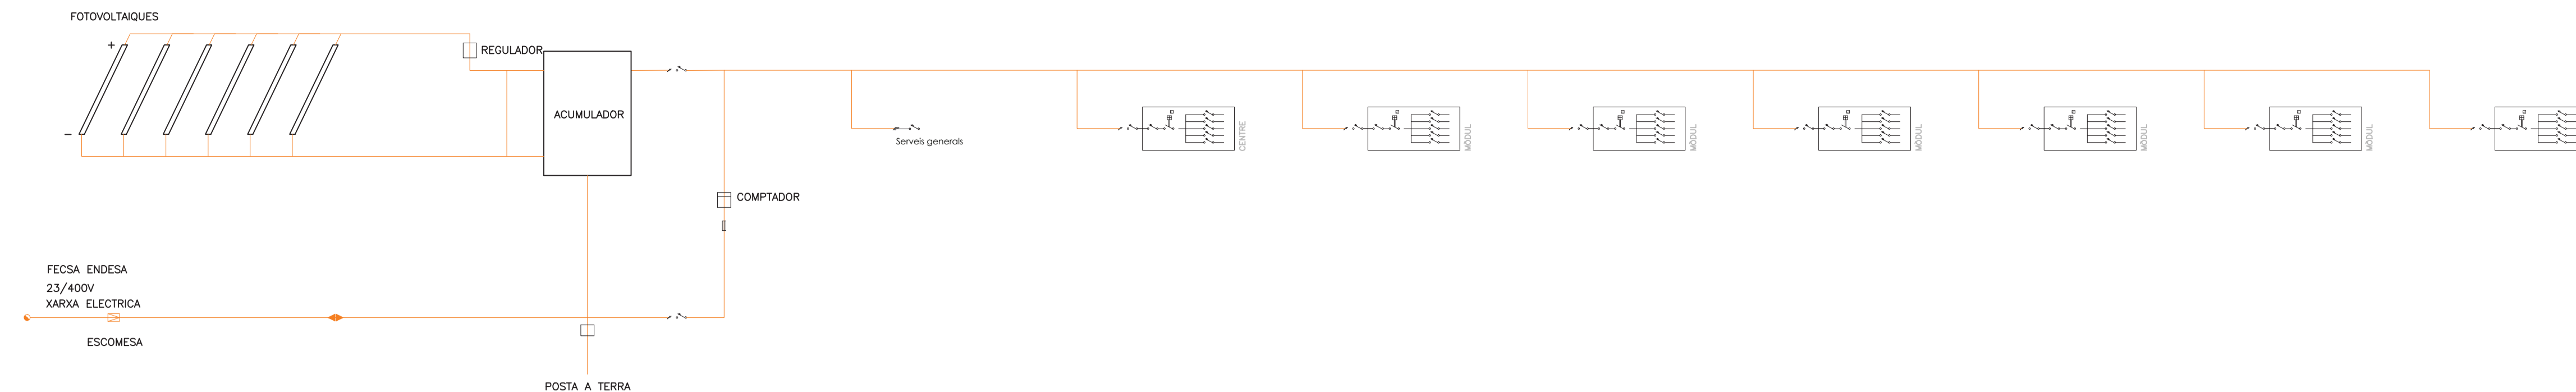 FOTOVOLTAIQUES
+
REGULADOR
ACUMULADOR
–
Serveis generals
CENTRE
MÒDUL
MÒDUL
MÒDUL
MÒDUL
MÒDUL
COMPTADOR
FECSA ENDESA
23/400V
XARXA ELECTRICA
ESCOMESA
POSTA A TERRA